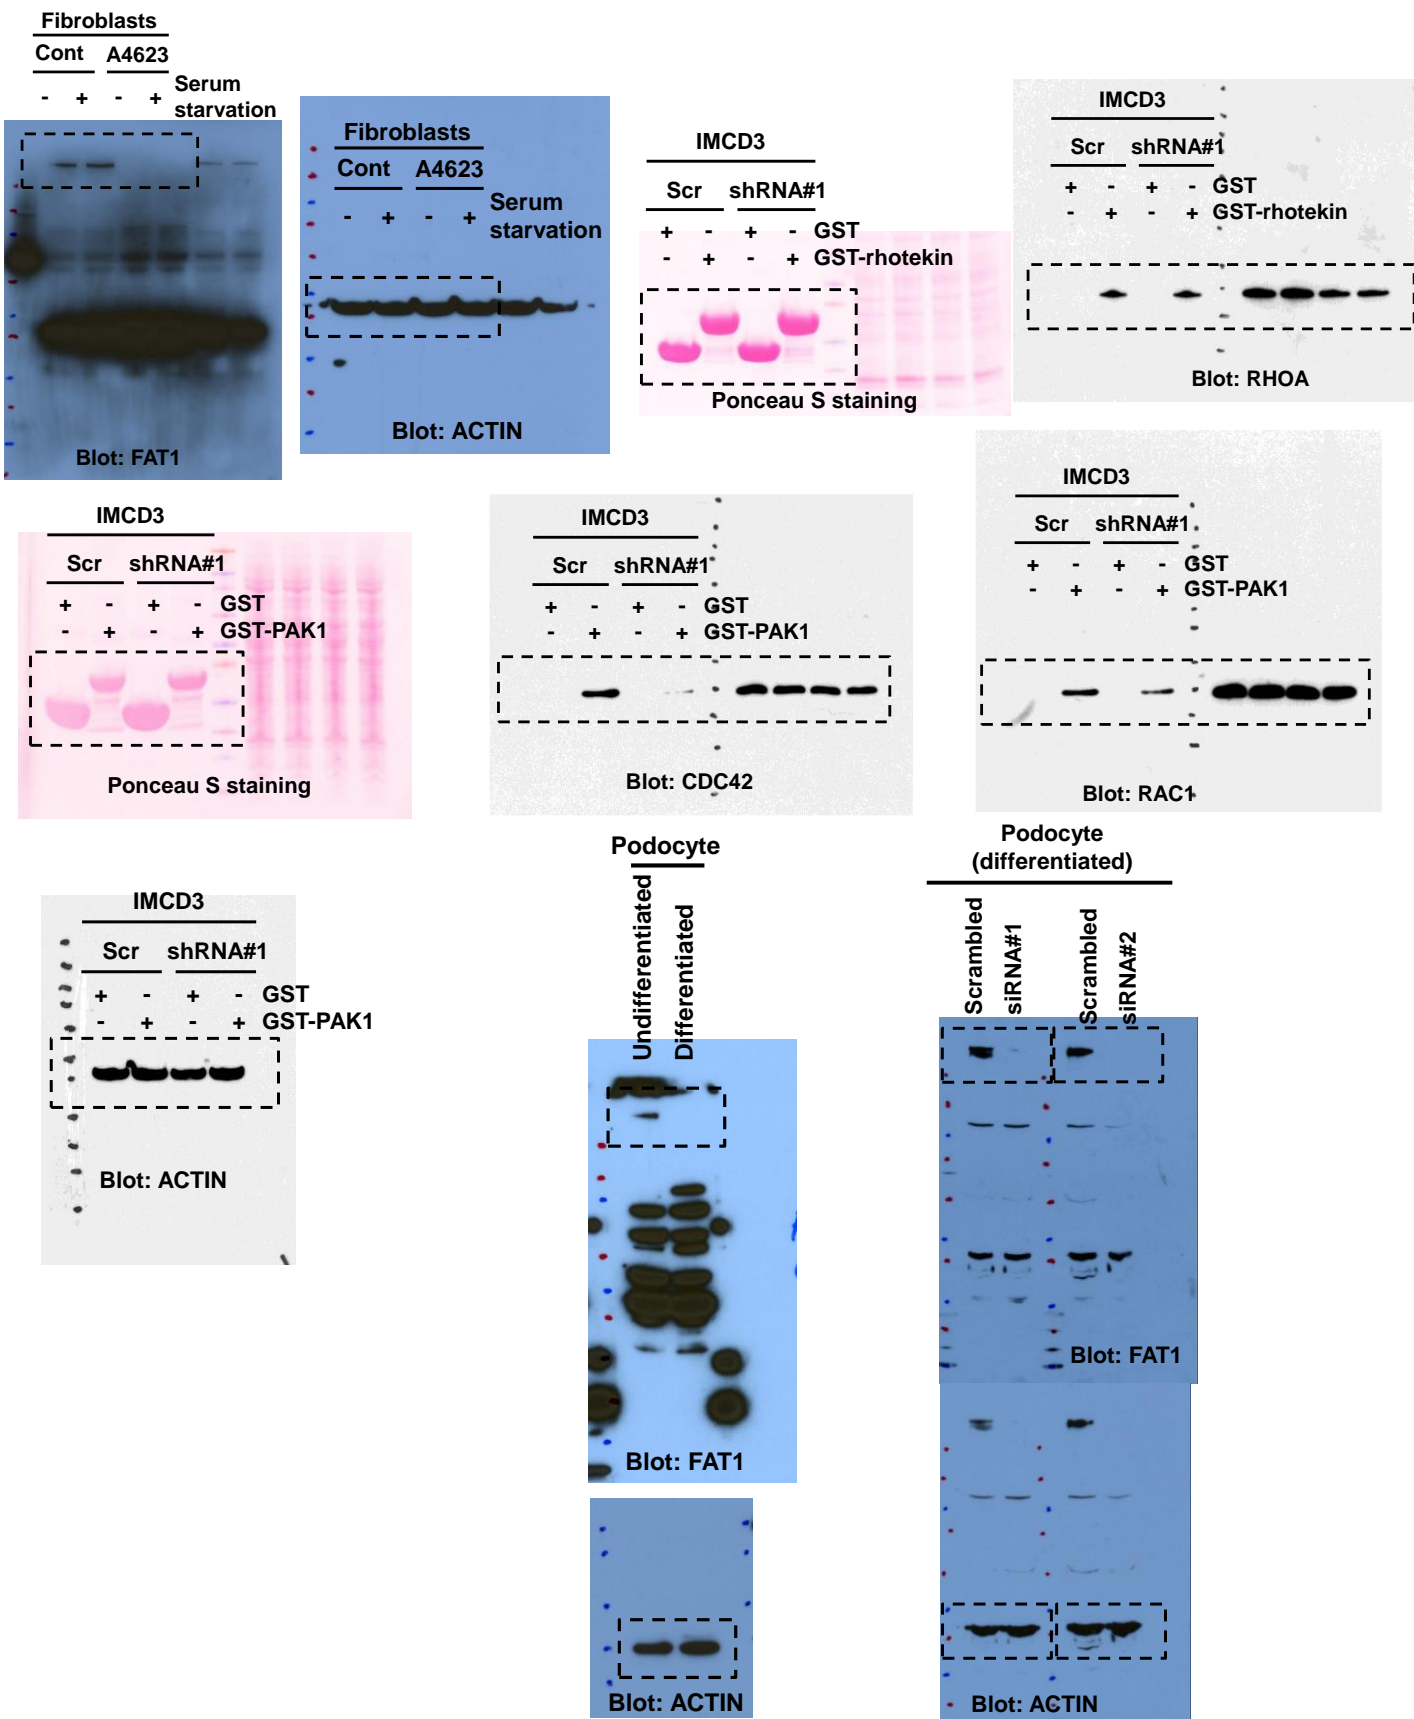 Fibroblasts
Cont A4623
- + - + Serum
starvation
Blot: FAT1
Fibroblasts
Cont A4623
- + - + Serum
starvation
Blot: ACTIN
IMCD3
Scr shRNA#1
+ - + - GST
- + - + GST-rhotekin
Ponceau S staining
IMCD3
Scr shRNA#1
+ - + - GST
- + - + GST-rhotekin
Blot: RHOA
IMCD3
Scr shRNA#1
+ - + - GST
- + - + GST-PAK1
Ponceau S staining
IMCD3
Scr shRNA#1
+ - + - GST
- + - + GST-PAK1
Blot: CDC42
IMCD3
Scr shRNA#1
+ - + - GST
- + - + GST-PAK1
Blot: RAC1
IMCD3
Scr shRNA#1
+ - + - GST
- + - + GST-PAK1
Blot: ACTIN
Podocyte
Undifferentiated
Differentiated
Blot: FAT1
Blot: ACTIN
Podocyte
(differentiated)
Scrambled
siRNA#1
Scrambled
siRNA#2
Blot: FAT1
Blot: ACTIN